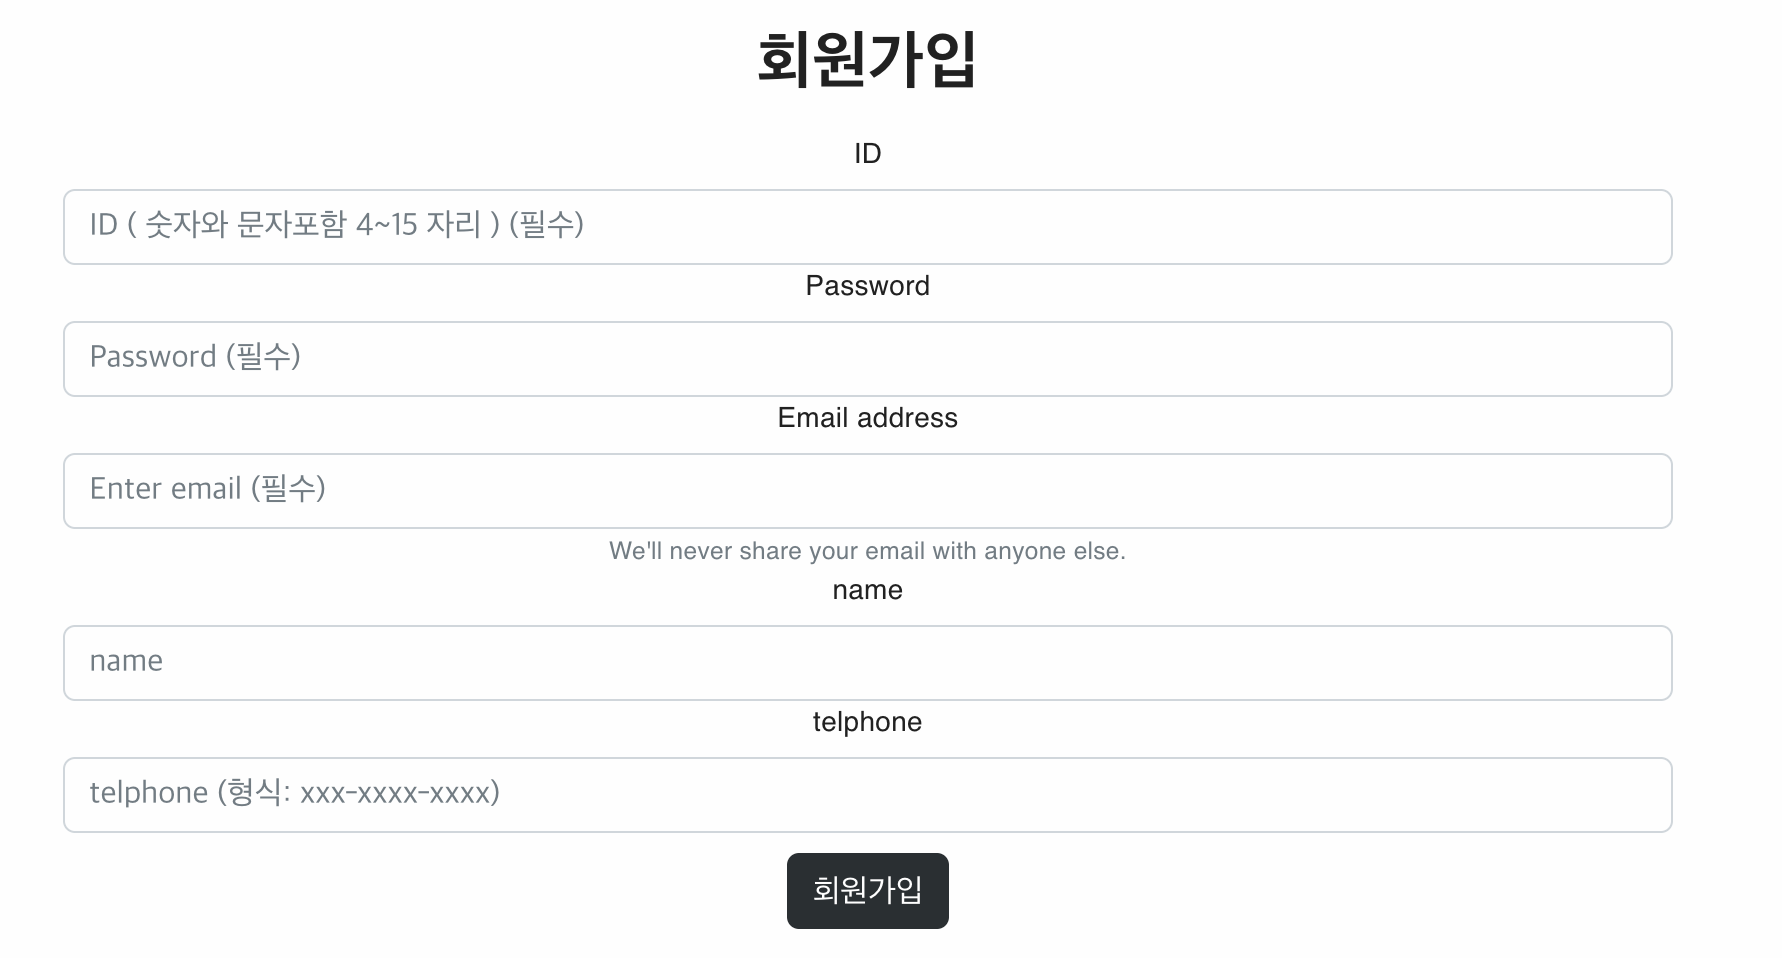 회원가입
ID
ID ( 숫자와 문자포함 4~15 자리 ) (필수)
Password
Password (필수)
Email address
Enter email (필수)
We'll never share your email with anyone else.
name
name
telphone
telphone (형식: xxx-xxxx-xxxx)
회원가입